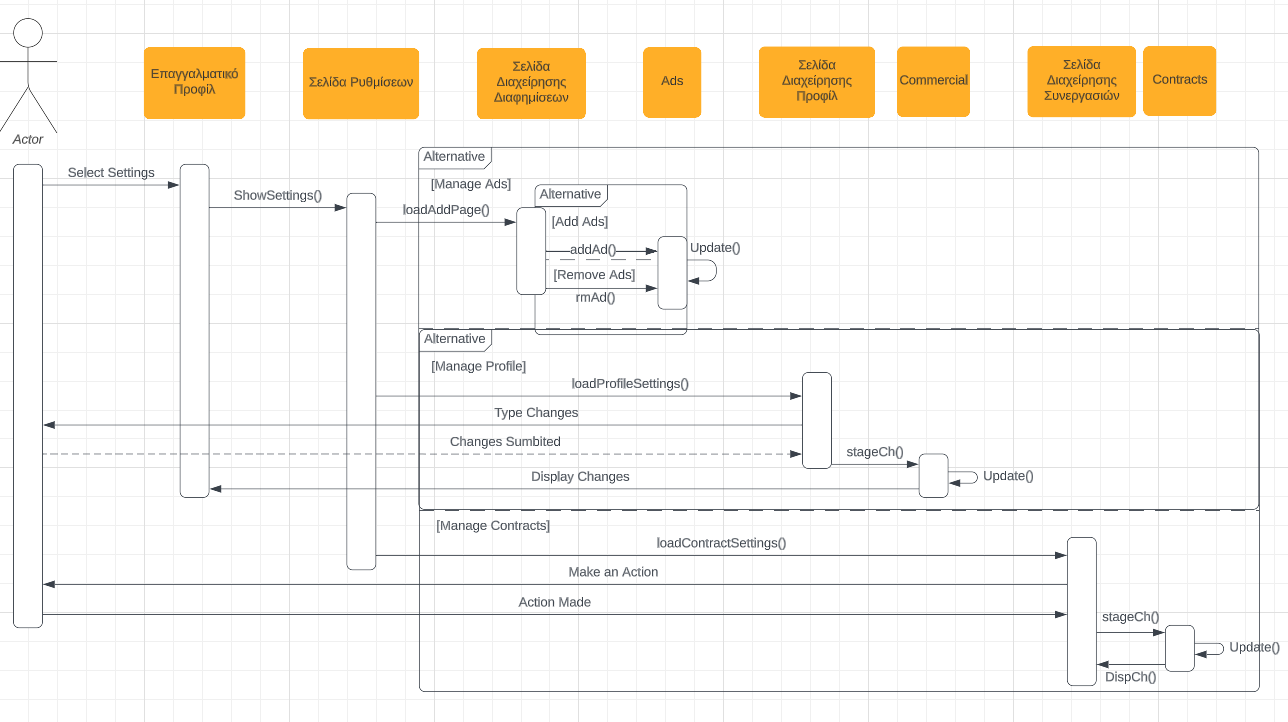 Επαγγαλματικό
Προφίλ
Σελίδα Ρυθμίσεων
Σελίδα
Διαχείρησης
Διαφημίσεων
Ads
Σελίδα
Διαχείρησης
Προφίλ
Commercial
Σελίδα
Διαχείρησης
Συνεργασιών
Contracts
Actor
Alternative
Select Settings
[Manage Ads]
ShowSettings()
Alternative
loadAddPage()
[Add Ads]
addAd()
Update()
[Remove Ads]
rmAd()
Alternative
[Manage Profile]
loadProfileSettings()
Type Changes
Changes Sumbited
stageCh()
Display Changes
Update()
[Manage Contracts]
loadContractSettings()
Make an Action
Action Made
stageCh()
Update()
DispCh()